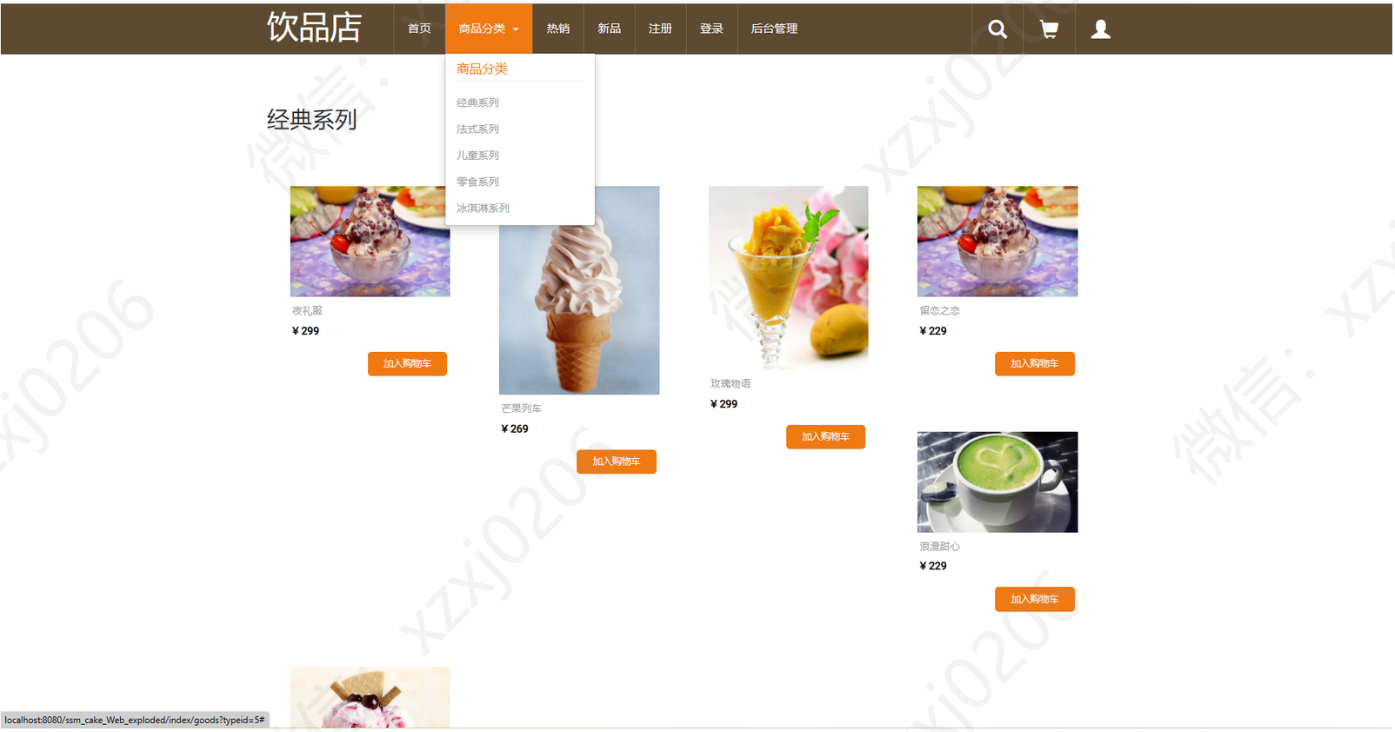 饮品店
首页 商品分类 热销 新品 注册 登录 后台管理
商品分类
经典系列
法式系列
儿童系列
零食系列
冰淇淋系列
经典系列
夜礼服
¥ 299
加入购物车
芒果列车
¥ 269
加入购物车
玫瑰物语
¥ 299
加入购物车
留恋之恋
¥ 229
加入购物车
浪漫甜心
¥ 229
加入购物车
localhost:8080/ssm_cake_Web_exploded/index/goods?typeid=5#
微信：xzxj0206